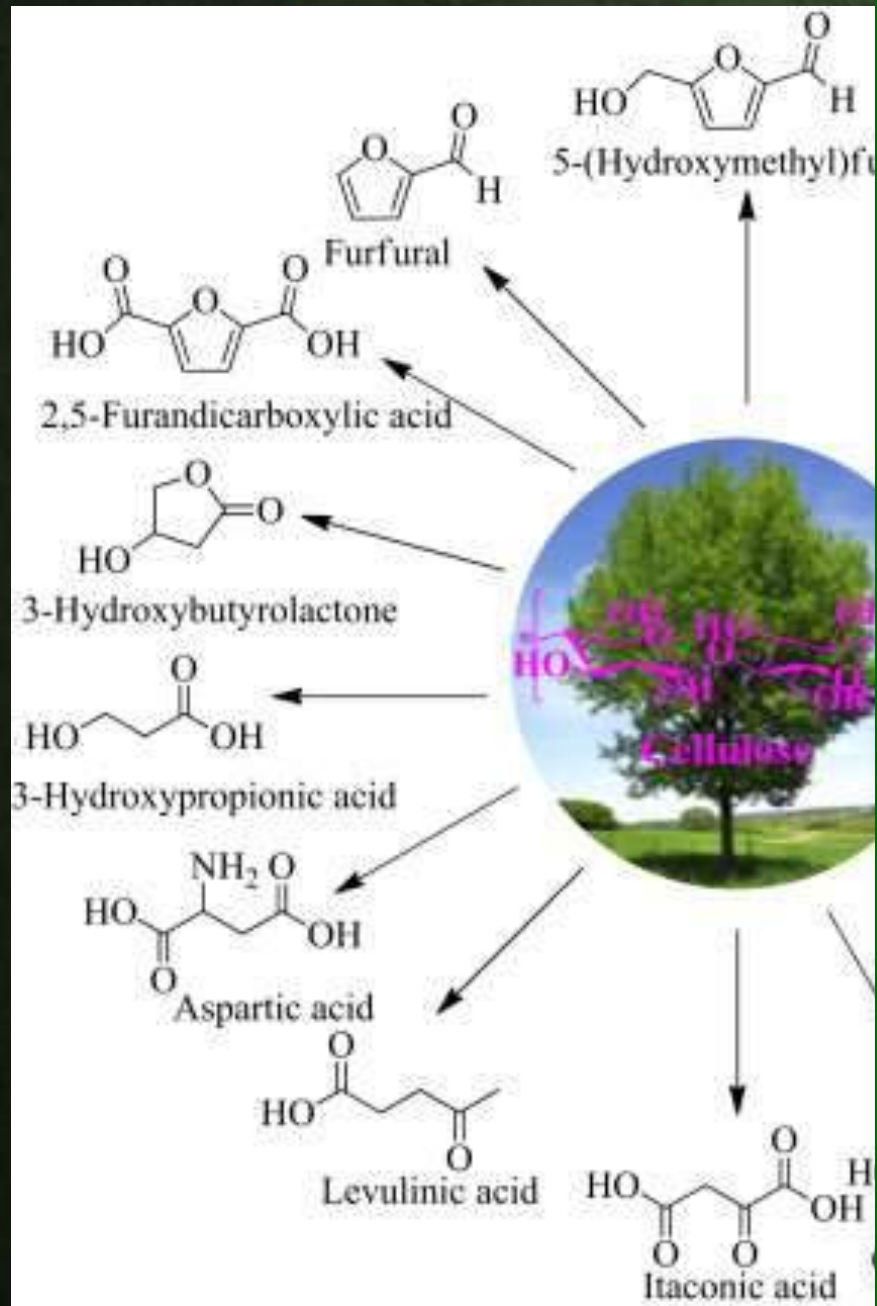 O
HO O O H
5-(Hydroxymethyl)fu
O O H
Furfural
O O O
HO OH
2,5-Furandicarboxylic acid
O O
HO
3-Hydroxybutyrolactone
O
HO OH
3-Hydroxypropionic acid
NH2 O
HO OH
O
Aspartic acid
O
HO
O
Levulinic acid
HO
Cellulose
O
HO OH
O O
Itaconic acid